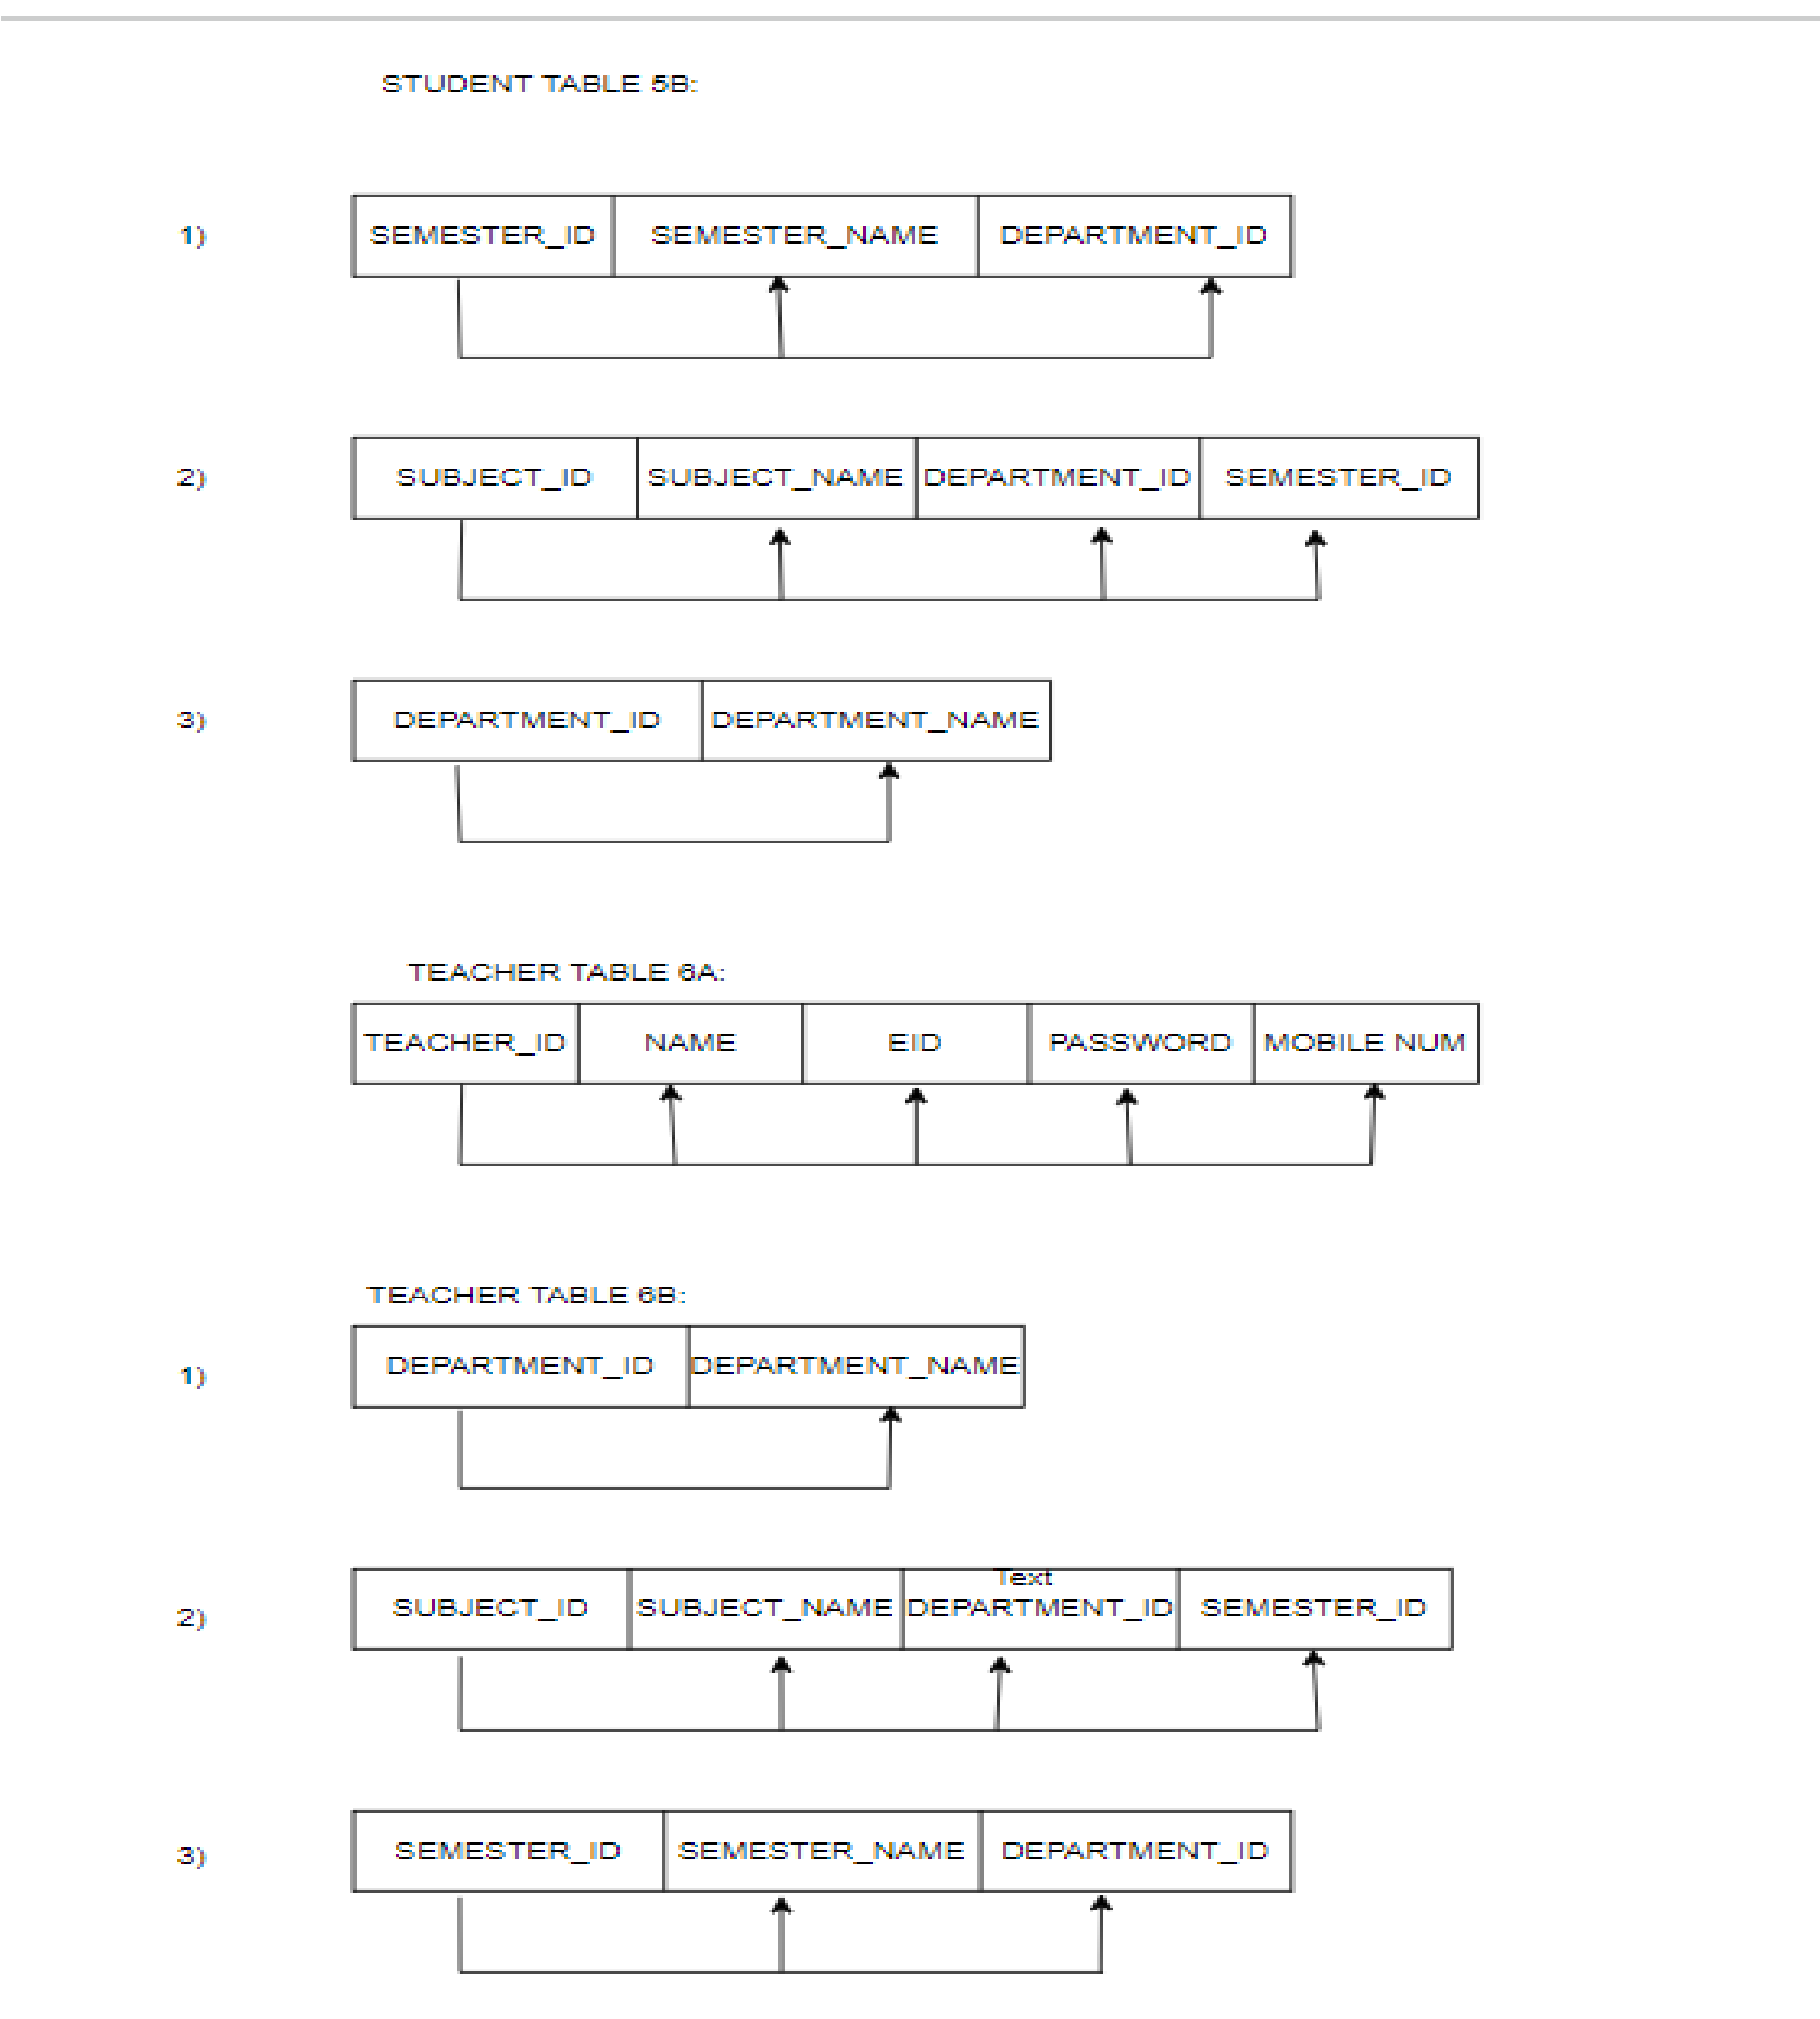 STUDENT TABLE 5B:
1) SEMESTER_ID SEMESTER_NAME DEPARTMENT_ID
2) SUBJECT_ID SUBJECT_NAME DEPARTMENT_ID SEMESTER_ID
3) DEPARTMENT_ID DEPARTMENT_NAME
TEACHER TABLE 6A:
TEACHER_ID NAME EID PASSWORD MOBILE NUM
TEACHER TABLE 6B:
1) DEPARTMENT_ID DEPARTMENT_NAME
Text
2) SUBJECT_ID SUBJECT_NAME DEPARTMENT_ID SEMESTER_ID
3) SEMESTER_ID SEMESTER_NAME DEPARTMENT_ID